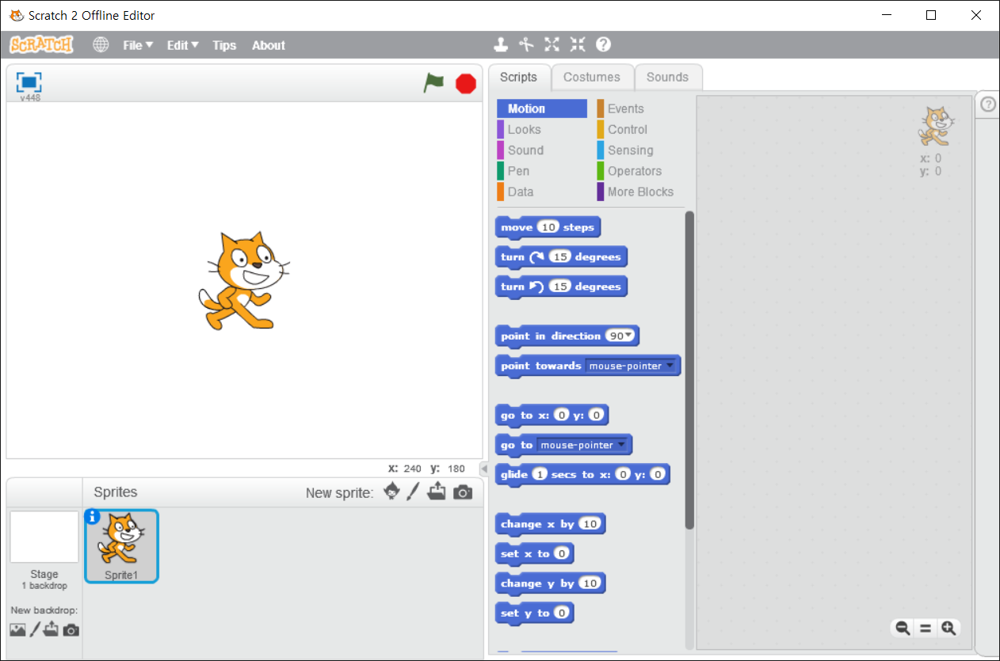 Scratch 2 Offline Editor
SCRATCH File Edit Tips About ?
v448
Scripts Costumes Sounds
Motion Events
Looks Control
Sound Sensing
Pen Operators
Data More Blocks
move 10 steps
turn 15 degrees
turn 15 degrees
point in direction 90
point towards mouse-pointer
go to x: 0 y: 0
go to mouse-pointer
glide 1 secs to x: 0 y: 0
change x by 10
set x to 0
change y by 10
set y to 0
x: 0
y: 0
?
x: 240 y: 180
Sprites New sprite:
i
Sprite1
Stage
1 backdrop
New backdrop: